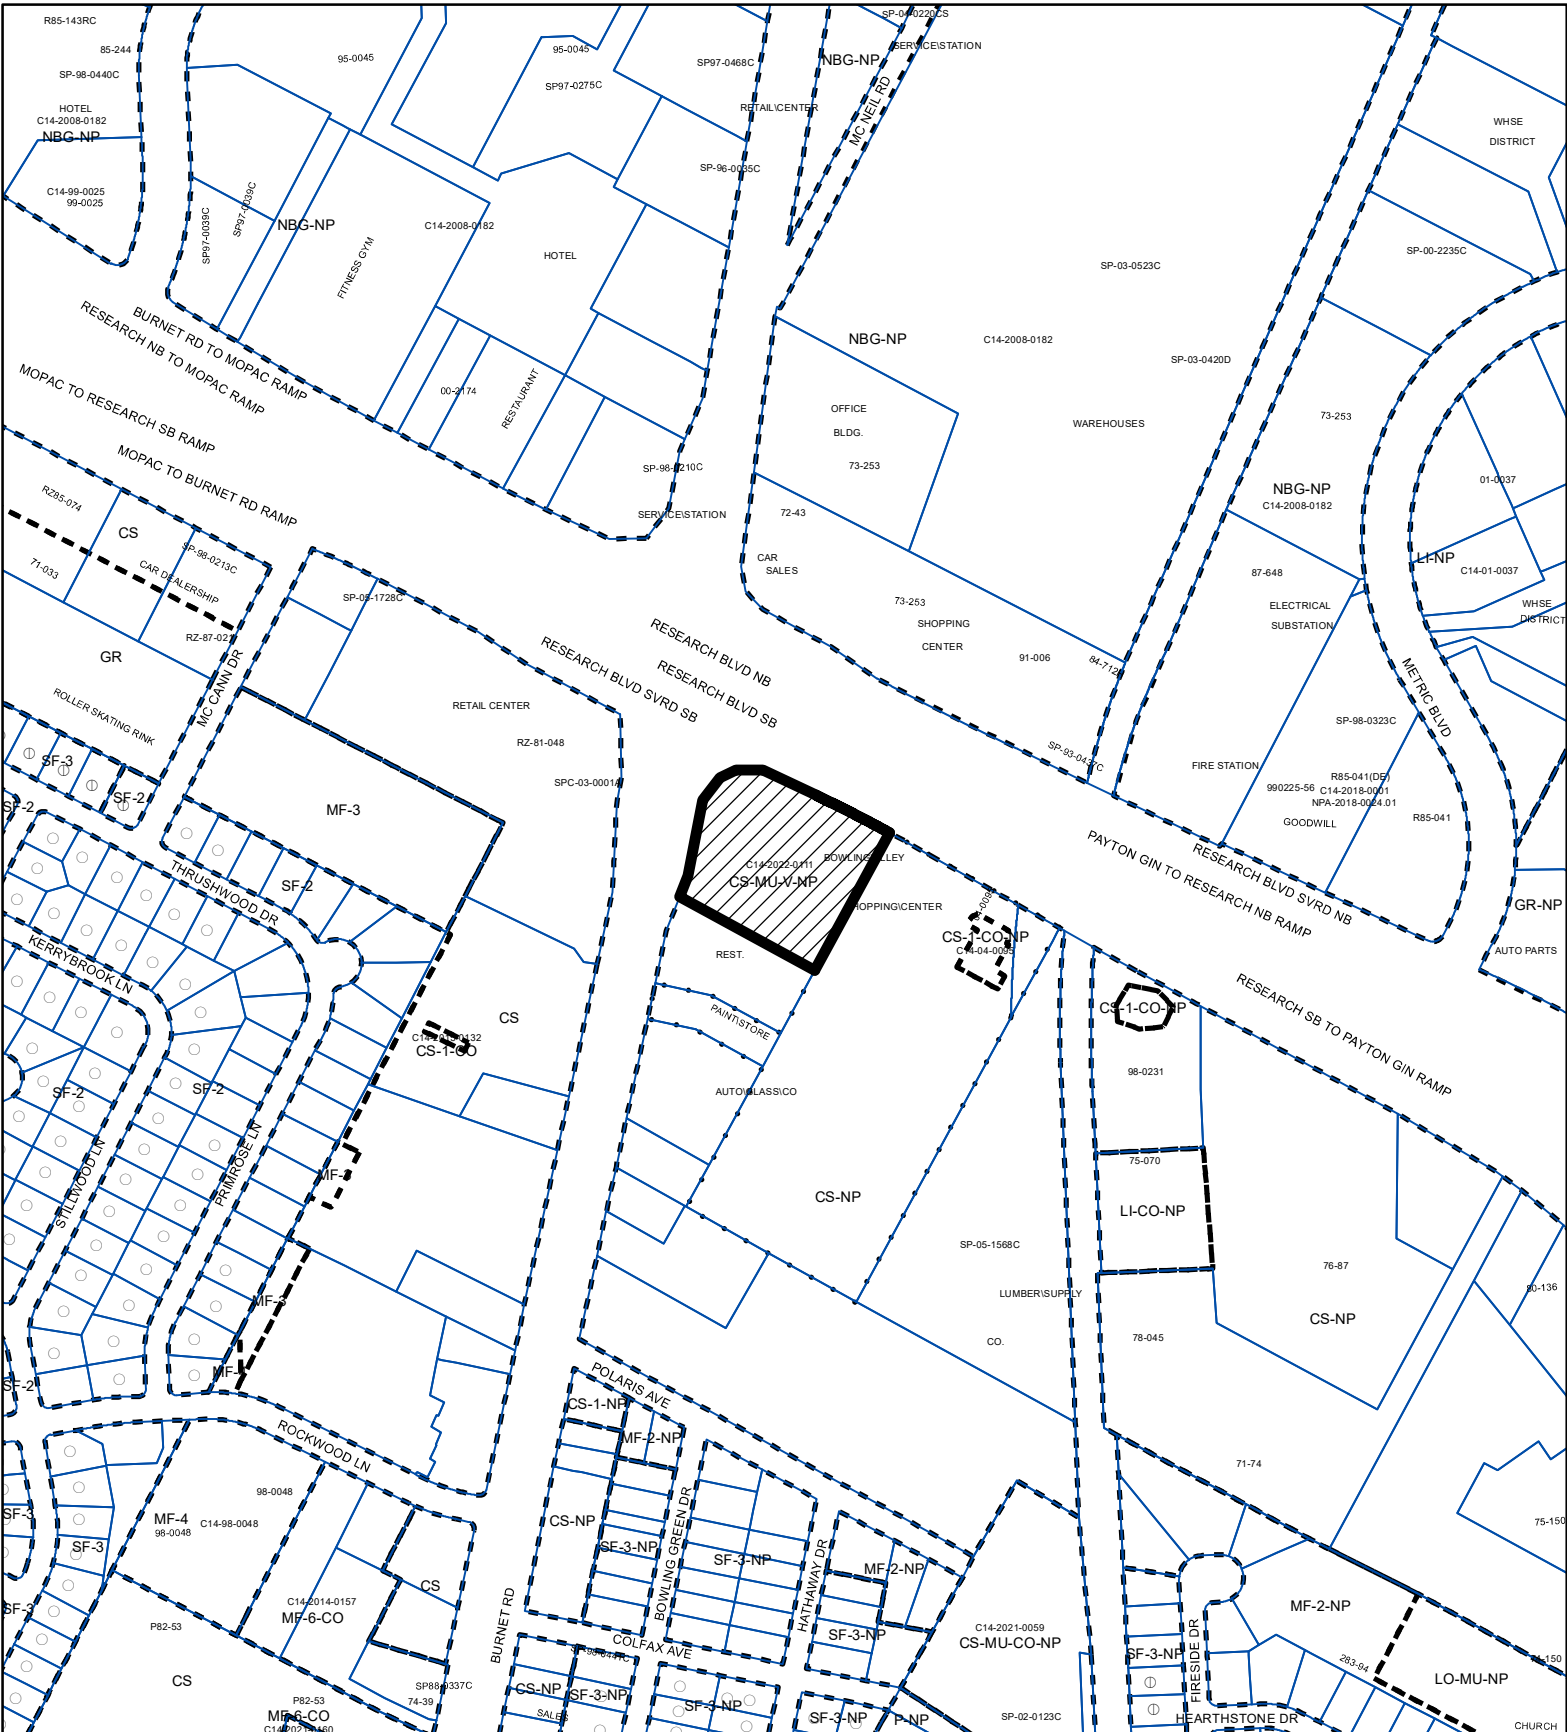 R85-143RC
85-244
SP-98-0440C
HOTEL
C14-2008-0182
NBG-NP
C14-99-0025
99-0025
95-0045
95-0045
SP97-0275C
SP97-0468C
RETAIL\CENTER
SP-96-0035C
NBG-NP
SP-04-0220CS
SERVICE\STATION
MC NEIL RD
WHSE
DISTRICT
SP97-0039C
SP97-0039C
NBG-NP
FITNESS GYM
C14-2008-0182
HOTEL
SP-03-0523C
SP-00-2235C
BURNET RD TO MOPAC RAMP
RESEARCH NB TO MOPAC RAMP
MOPAC TO RESEARCH SB RAMP
MOPAC TO BURNET RD RAMP
00-2174
RESTAURANT
NBG-NP
C14-2008-0182
SP-03-0420D
OFFICE
BLDG.
73-253
WAREHOUSES
73-253
SP-98-0210C
SERVICE\STATION
72-43
CAR
SALES
NBG-NP
C14-2008-0182
01-0037
LI-NP
C14-01-0037
RZ85-074
CS
SP-98-0213C
CAR DEALERSHIP
71-033
RZ-87-021
GR
MC CANN DR
ROLLER SKATING RINK
SP-05-1728C
RETAIL CENTER
RZ-81-048
SPC-03-0001A
RESEARCH BLVD NB
RESEARCH BLVD SVRD SB
RESEARCH BLVD SB
73-253
SHOPPING
CENTER
91-006
84-712
87-648
ELECTRICAL
SUBSTATION
WHSE
DISTRICT
METRIC BLVD
SP-98-0323C
SP-93-0437C
FIRE STATION
R85-041(DE)
990225-56
C14-2018-0001
NPA-2018-0024.01
GOODWILL
R85-041
SF-3
SF-2
SF-2
MF-3
THRUSHWOOD DR
SF-2
KERRYBROOK LN
C14-2022-0111
CS-MU-V-NP
BOWLING\ALLEY
REST.
PAINT\STORE
AUTO\GLASS\CO
CS-1-CO-NP
C14-04-0095
PAYTON GIN TO RESEARCH NB RAMP
RESEARCH BLVD SVRD NB
GR-NP
AUTO PARTS
RESEARCH SB TO PAYTON GIN RAMP
CS
CS-1-CO
CS-1-CO-NP
98-0231
75-070
LI-CO-NP
SF-2
SF-2
STILLWOOD LN
PRIMROSE LN
MF-3
CS-NP
SP-05-1568C
LUMBER\SUPPLY
CO.
78-045
76-87
CS-NP
80-136
SF-2
ROCKWOOD LN
POLARIS AVE
CS-1-NP
MF-2-NP
71-74
75-150
98-0048
MF-4
98-0048
C14-98-0048
SF-3
SF-3
SF-3
CS
C14-2014-0157
MF-6-CO
P82-53
CS
P82-53
MF-6-CO
SP88-0337C
74-39
BURNET RD
CS-NP
SF-3-NP
BOWLING GREEN DR
SF-3-NP
HATHAWAY DR
MF-2-NP
SF-3-NP
COLFAX AVE
CS-NP
SALES
SF-3-NP
SF-3-NP
SF-3-NP
P-NP
C14-2021-0059
CS-MU-CO-NP
SP-02-0123C
SF-3-NP
FIRESIDE DR
MF-2-NP
283-94
LO-MU-NP
HEARTHSTONE DR
CHURCH